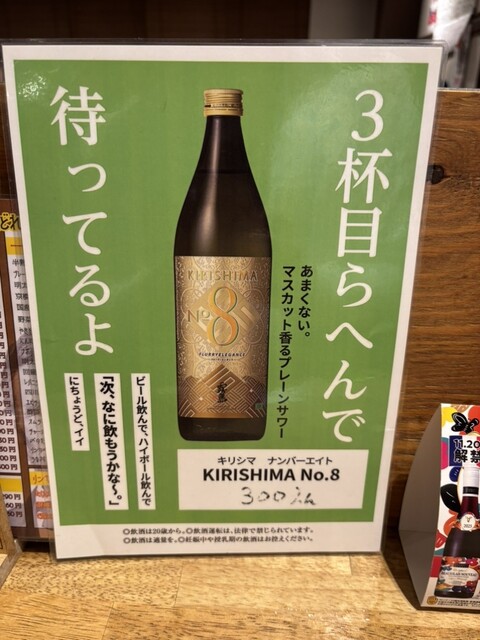 3杯目らへんで
待ってるよ
あまくない。
マスカット香るプレーンサワー
KIRISHIMA
No.8
FLURRYELEGANCE
ビール飲んで、ハイボール飲んで
「次、なに飲もうかな〜。」
にちょうど、イイ
キリシマ ナンバーエイト
KIRISHIMA No.8
300
◎飲酒は20歳から。◎飲酒運転は、法律で禁じられています。
◎飲酒は適量を。◎妊娠中や授乳期の飲酒はお控えください。
11.20
解禁